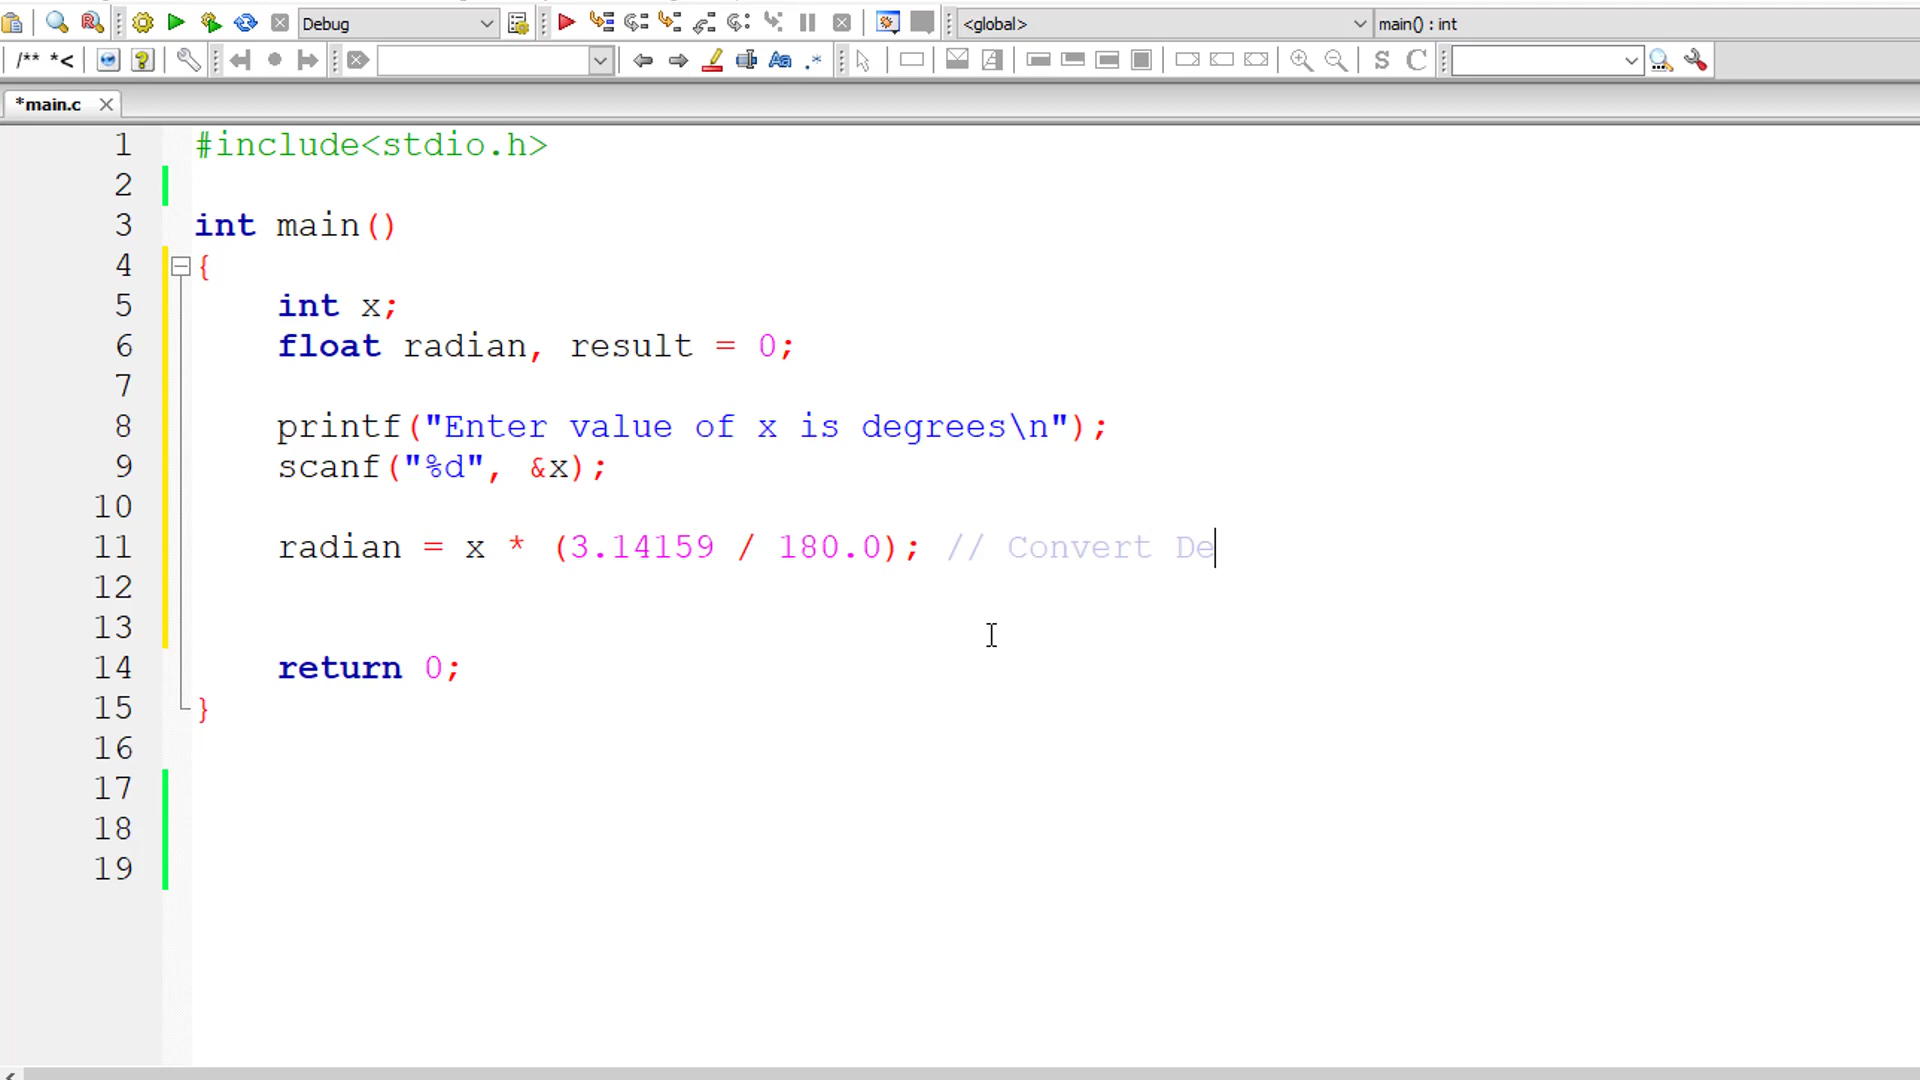 Debug
<global>
main() : int
/** *<
Aa
.*
S
C
*main.c
1 #include<stdio.h>
2
3 int main()
4 {
5 int x;
6 float radian, result = 0;
7
8 printf("Enter value of x is degrees\n");
9 scanf("%d", &x);
10
11 radian = x * (3.14159 / 180.0); // Convert De
12
13
14 return 0;
15 }
16
17
18
19